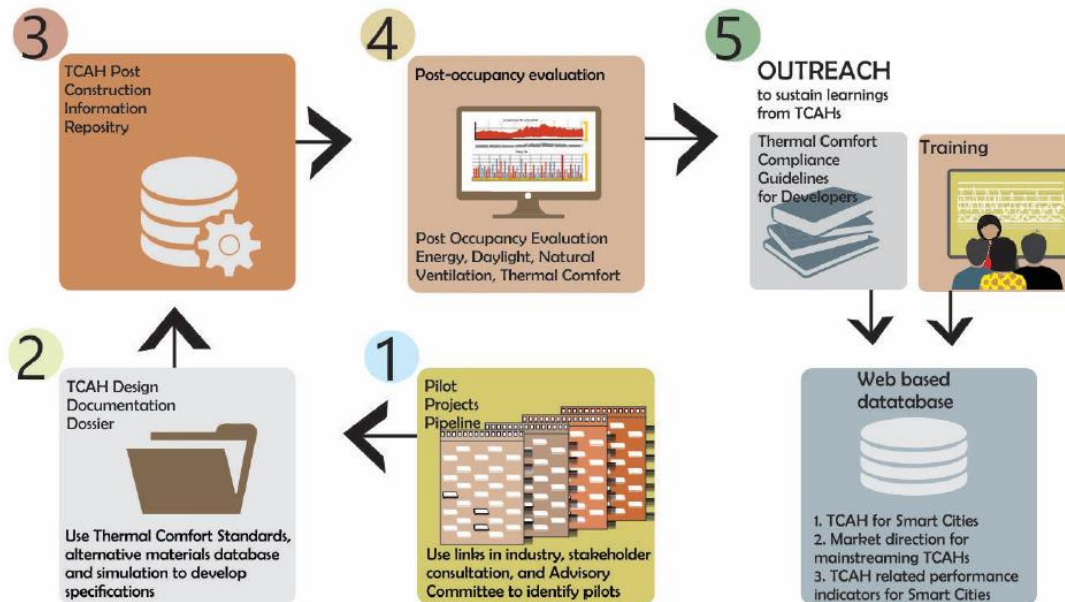 3
TCAH Post
Construction
Information
Repositry
4
Post-occupancy evaluation
Post Occupancy Evaluation
Energy, Daylight, Natural
Ventilation, Thermal Comfort
5
OUTREACH
to sustain learnings
from TCAHs
Thermal Comfort
Compliance
Guidelines
for Developers
Training
2
TCAH Design
Documentation
Dossier
Use Thermal Comfort Standards,
alternative materials database
and simulation to develop
specifications
1
Pilot
Projects
Pipeline
Use links in industry, stakeholder
consultation, and Advisory
Committee to identify pilots
Web based
datatabase
1. TCAH for Smart Cities
2. Market direction for
mainstreaming TCAHs
3. TCAH related performance
indicators for Smart Cities